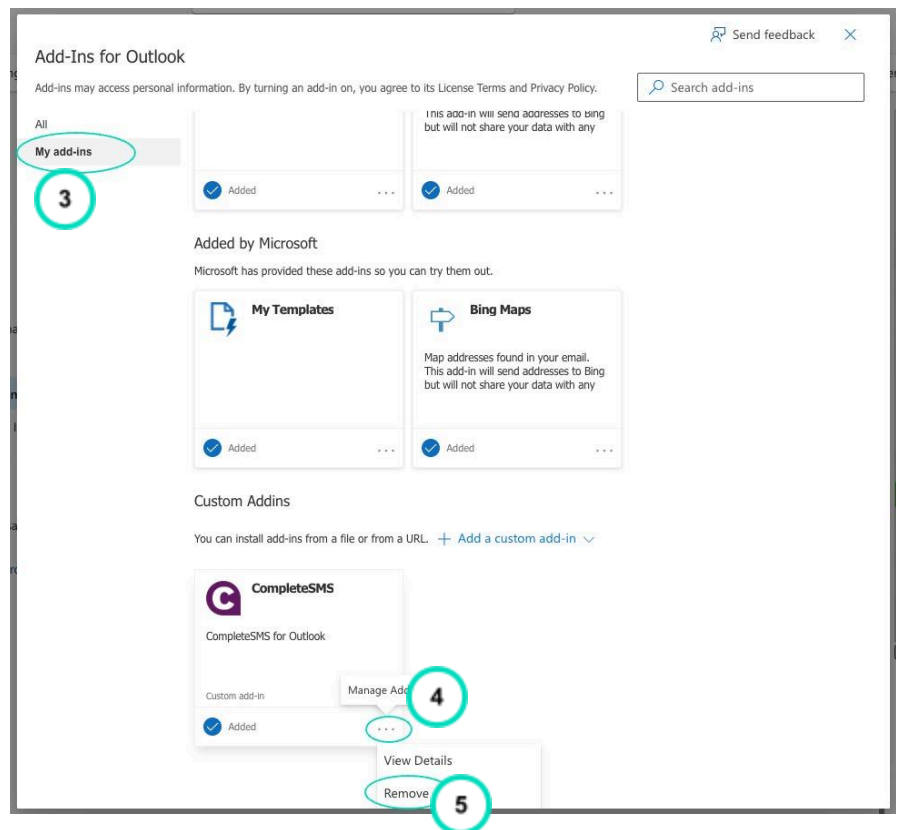 Send feedback
Add-Ins for Outlook
Add-ins may access personal information. By turning an add-in on, you agree to its License Terms and Privacy Policy.
Search add-ins
All
My add-ins
3
This add-in will send addresses to Bing
but will not share your data with any
Added
...
Added
...
Added by Microsoft
Microsoft has provided these add-ins so you can try them out.
My Templates
Added
...
Bing Maps
Map addresses found in your email.
This add-in will send addresses to Bing
but will not share your data with any
Added
...
Custom Addins
You can install add-ins from a file or from a URL. + Add a custom add-in
C
CompleteSMS
CompleteSMS for Outlook
Custom add-in
Manage Add
4
Added
...
View Details
Remove
5